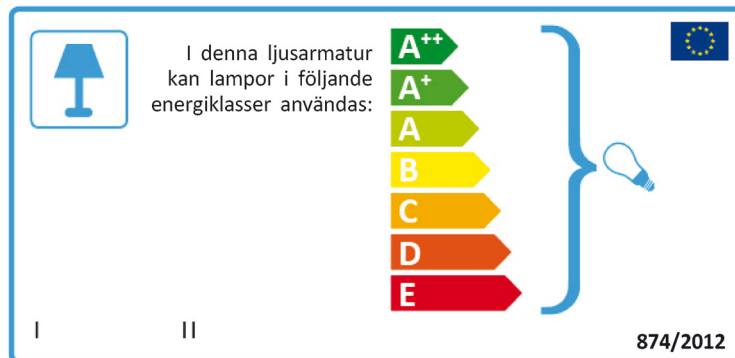 I denna ljusarmatur
kan lampor i följande
energiklasser användas:
A++
A+
A
B
C
D
E
I
II
874/2012